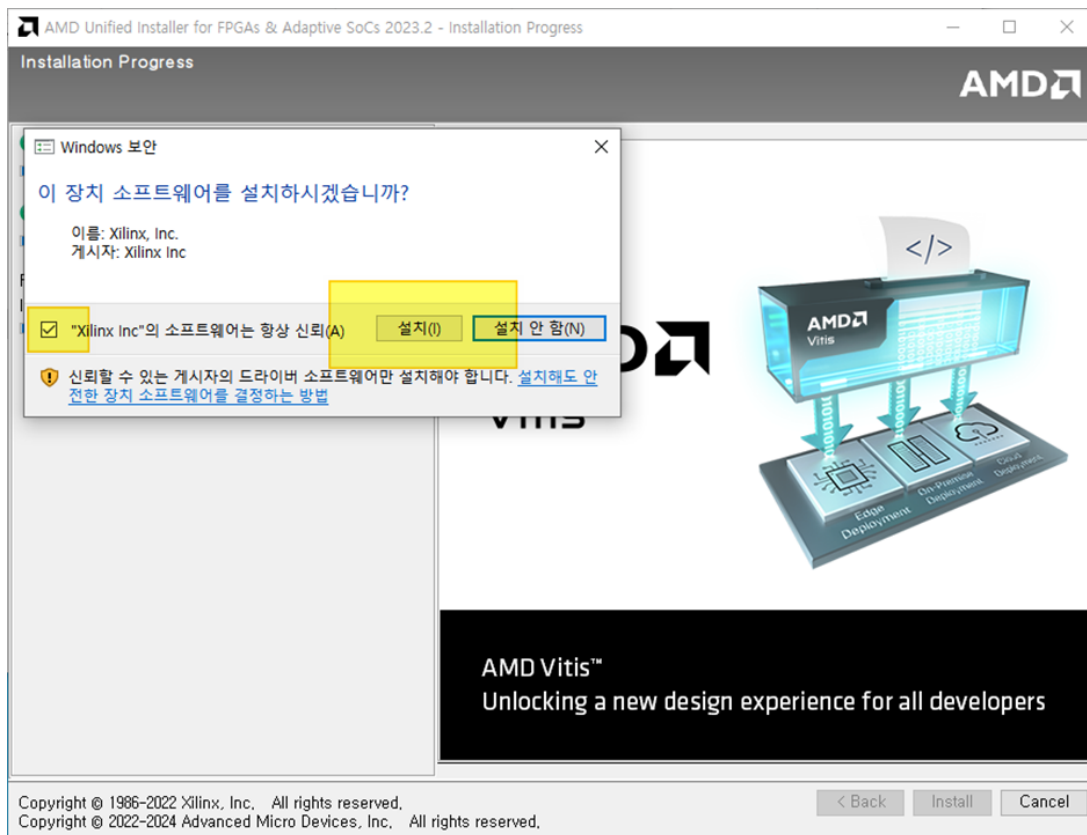 AMD Unified Installer for FPGAs & Adaptive SoCs 2023.2 - Installation Progress
Installation Progress
AMD
Windows 보안
이 장치 소프트웨어를 설치하시겠습니까?
이름: Xilinx, Inc.
게시자: Xilinx Inc
"Xilinx Inc"의 소프트웨어는 항상 신뢰(A)
설치(I)
설치 안 함(N)
신뢰할 수 있는 게시자의 드라이버 소프트웨어만 설치해야 합니다. 설치해도 안
전한 장치 소프트웨어를 결정하는 방법
</>
AMD
Vitis
Edge
Deployment
On-Premise
Deployment
Cloud
Deployment
AMD Vitis™
Unlocking a new design experience for all developers
Copyright © 1986-2022 Xilinx, Inc. All rights reserved.
Copyright © 2022-2024 Advanced Micro Devices, Inc. All rights reserved.
< Back
Install
Cancel